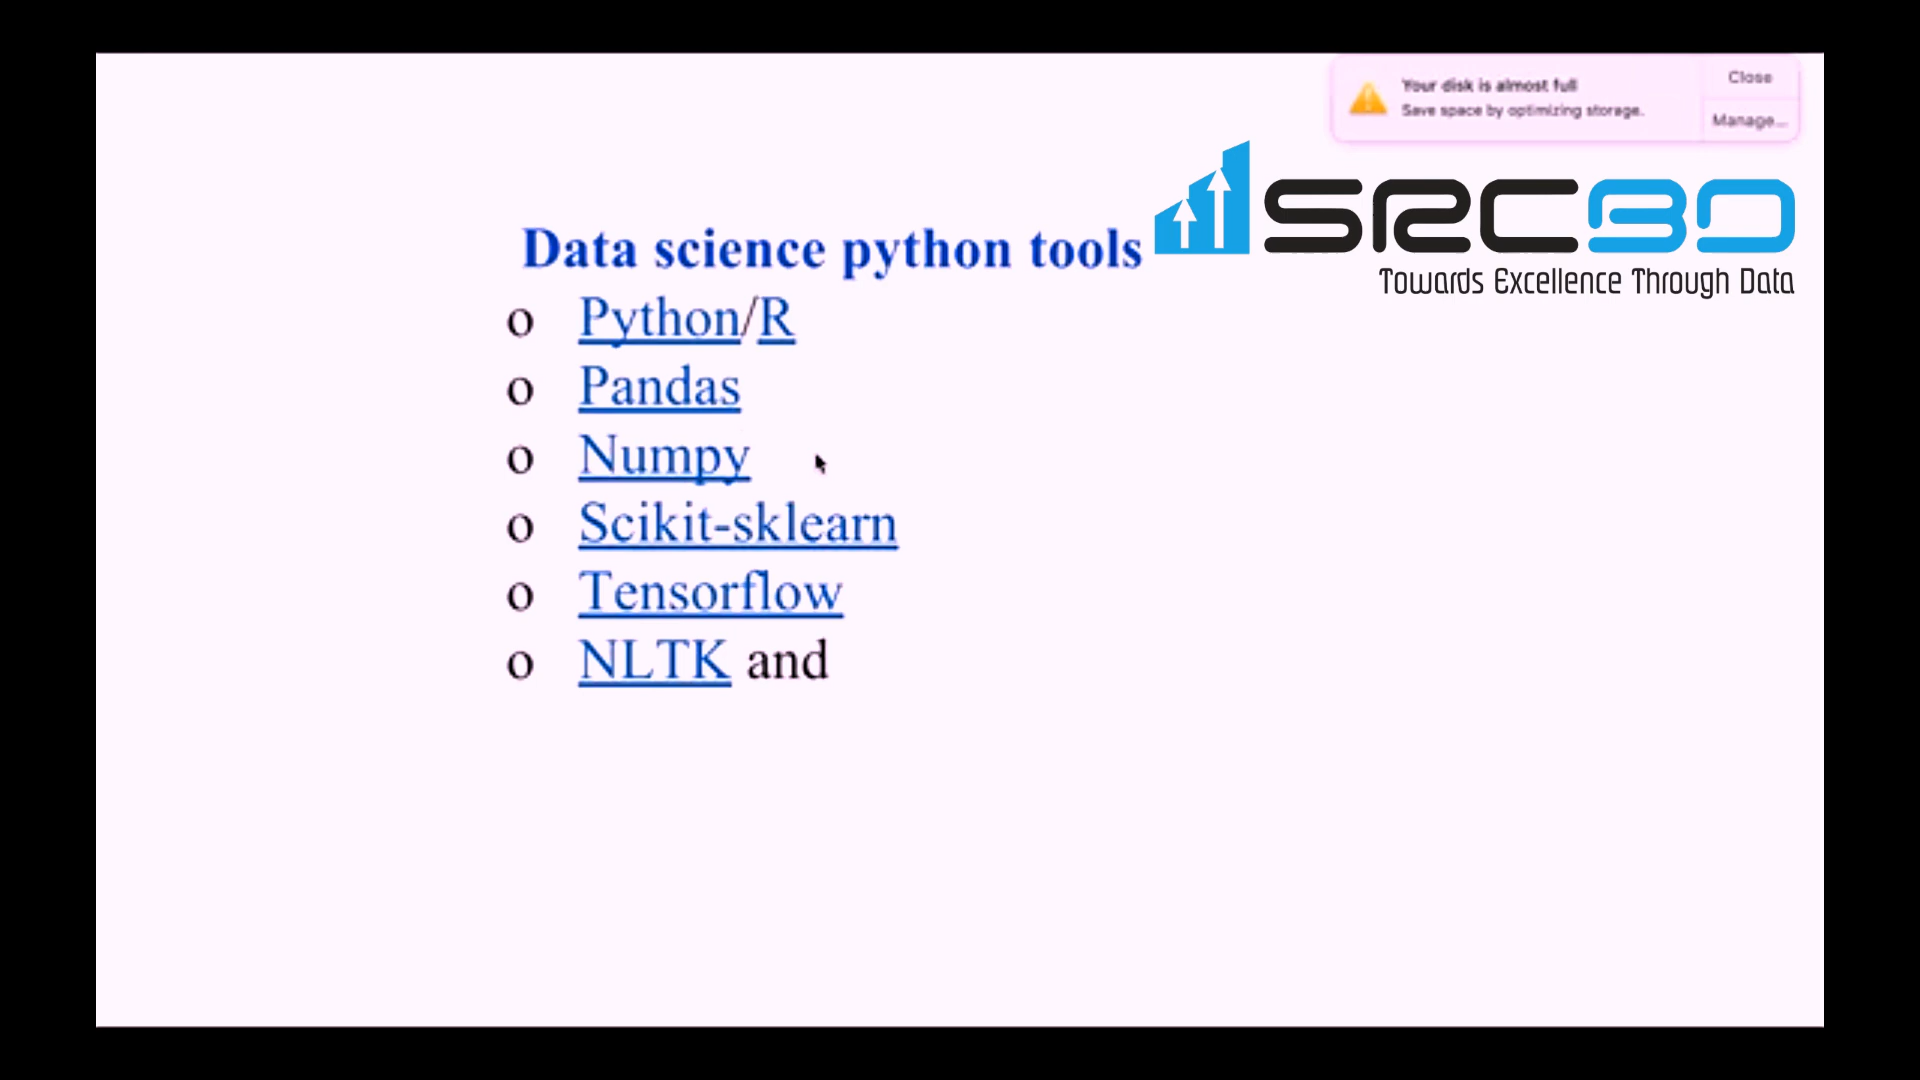 Your disk is almost full
Save space by optimizing storage.
Close
Manage...
SRCBD
Towards Excellence Through Data
Data science python tools
o Python/R
o Pandas
o Numpy
o Scikit-sklearn
o Tensorflow
o NLTK and